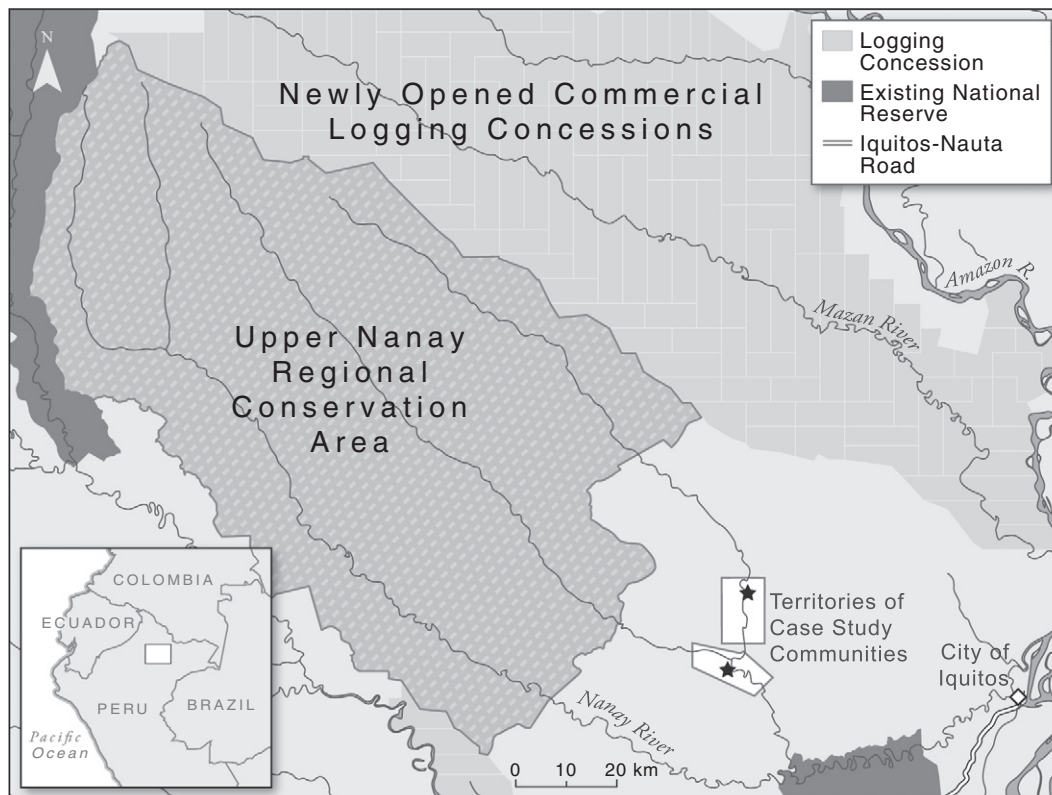 N
Newly Opened Commercial
Logging Concessions
Logging
Concession
Existing National
Reserve
Iquitos-Nauta
Road
Amazon R.
Mazan River
Upper Nanay
Regional
Conservation
Area
Territories of
Case Study
Communities
City of
Iquitos
Nanay River
0 10 20 km
COLOMBIA
ECUADOR
PERU
BRAZIL
Pacific
Ocean